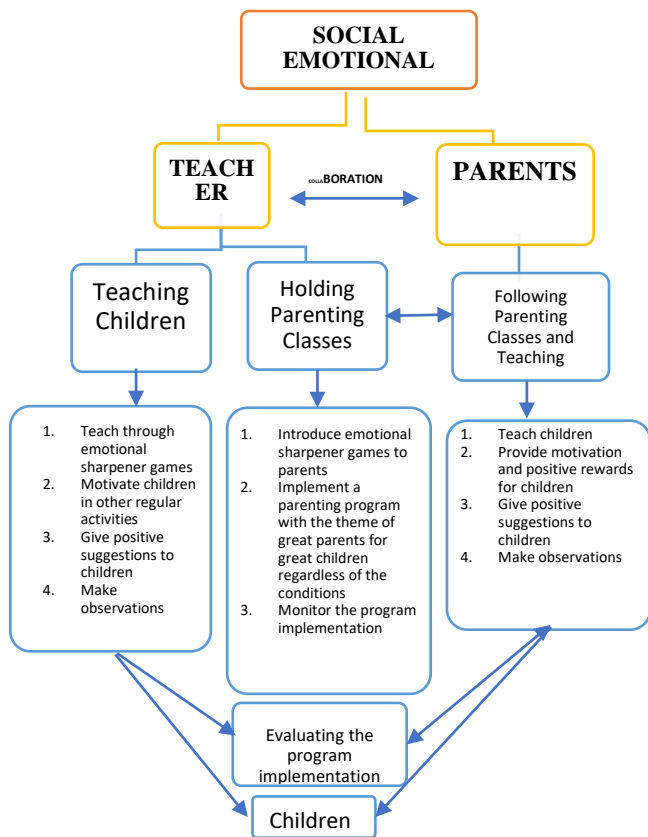 SOCIAL
EMOTIONAL
TEACH
ER
COLLABORATION
PARENTS
Teaching
Children
Holding
Parenting
Classes
Following
Parenting
Classes and
Teaching
1. Teach through
emotional
sharpener games
2. Motivate children
in other regular
activities
3. Give positive
suggestions to
children
4. Make
observations
1. Introduce emotional
sharpener games to
parents
2. Implement a
parenting program
with the theme of
great parents for
great children
regardless of the
conditions
3. Monitor the program
implementation
1. Teach children
2. Provide motivation
and positive rewards
for children
3. Give positive
suggestions to
children
4. Make observations
Evaluating the
program
implementation
Children